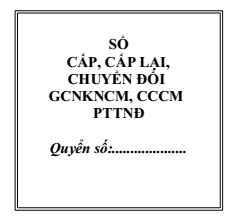 SỔ
CẤP, CẤP LẠI,
CHUYỂN ĐỔI
GCNKNCM, CCCM
PTTNĐ
Quyển số:.....................